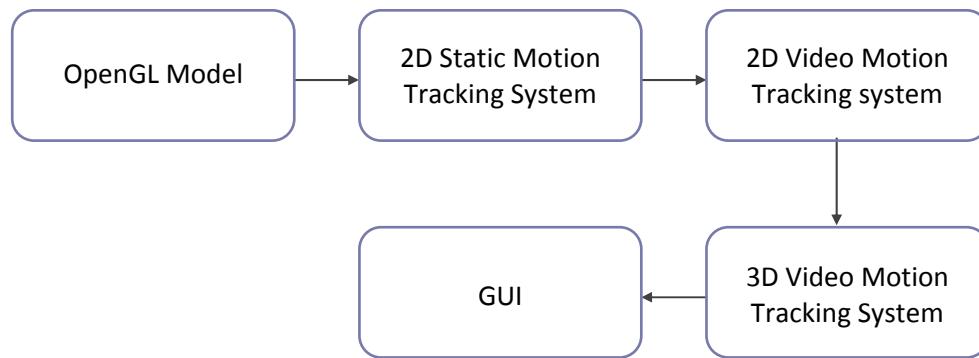 OpenGL Model
2D Static Motion
Tracking System
2D Video Motion
Tracking system
3D Video Motion
Tracking System
GUI